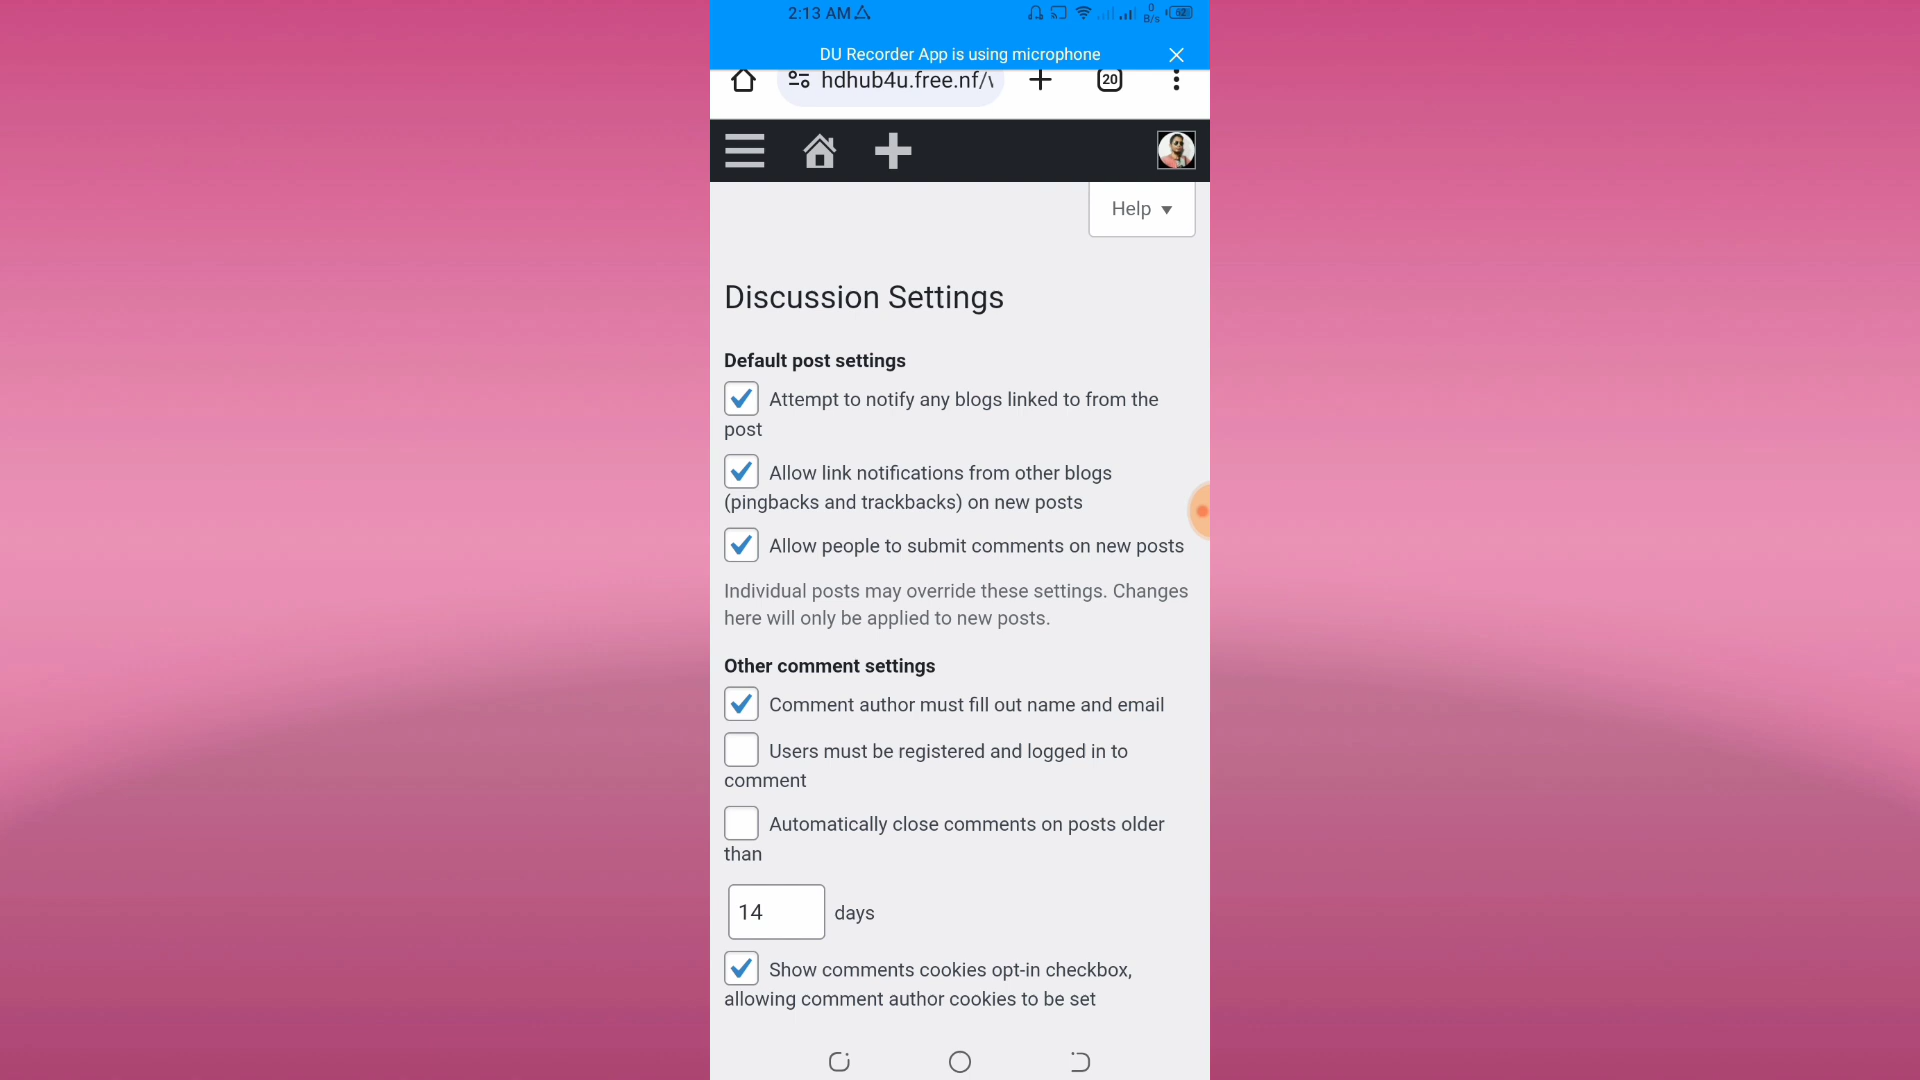 2:13 AM
0
B/s
52
DU Recorder App is using microphone
hdhub4u.free.nf/
20
Help ▼
Discussion Settings
Default post settings
Attempt to notify any blogs linked to from the
post
Allow link notifications from other blogs
(pingbacks and trackbacks) on new posts
Allow people to submit comments on new posts
Individual posts may override these settings. Changes
here will only be applied to new posts.
Other comment settings
Comment author must fill out name and email
Users must be registered and logged in to
comment
Automatically close comments on posts older
than
14 days
Show comments cookies opt-in checkbox,
allowing comment author cookies to be set